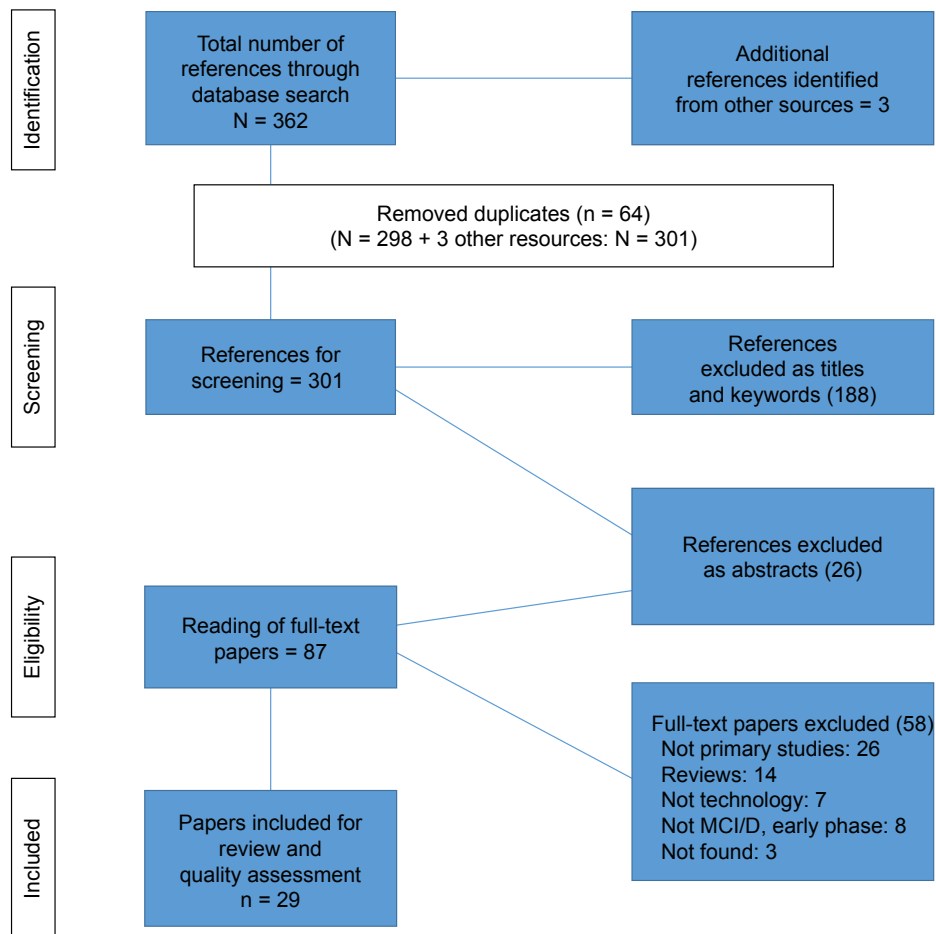 Identification
Total number of
references through
database search
N = 362
Additional
references identified
from other sources = 3
Removed duplicates (n = 64)
(N = 298 + 3 other resources: N = 301)
Screening
References for
screening = 301
References
excluded as titles
and keywords (188)
References excluded
as abstracts (26)
Eligibility
Reading of full-text
papers = 87
Full-text papers excluded (58)
Not primary studies: 26
Reviews: 14
Not technology: 7
Not MCI/D, early phase: 8
Not found: 3
Included
Papers included for
review and
quality assessment
n = 29